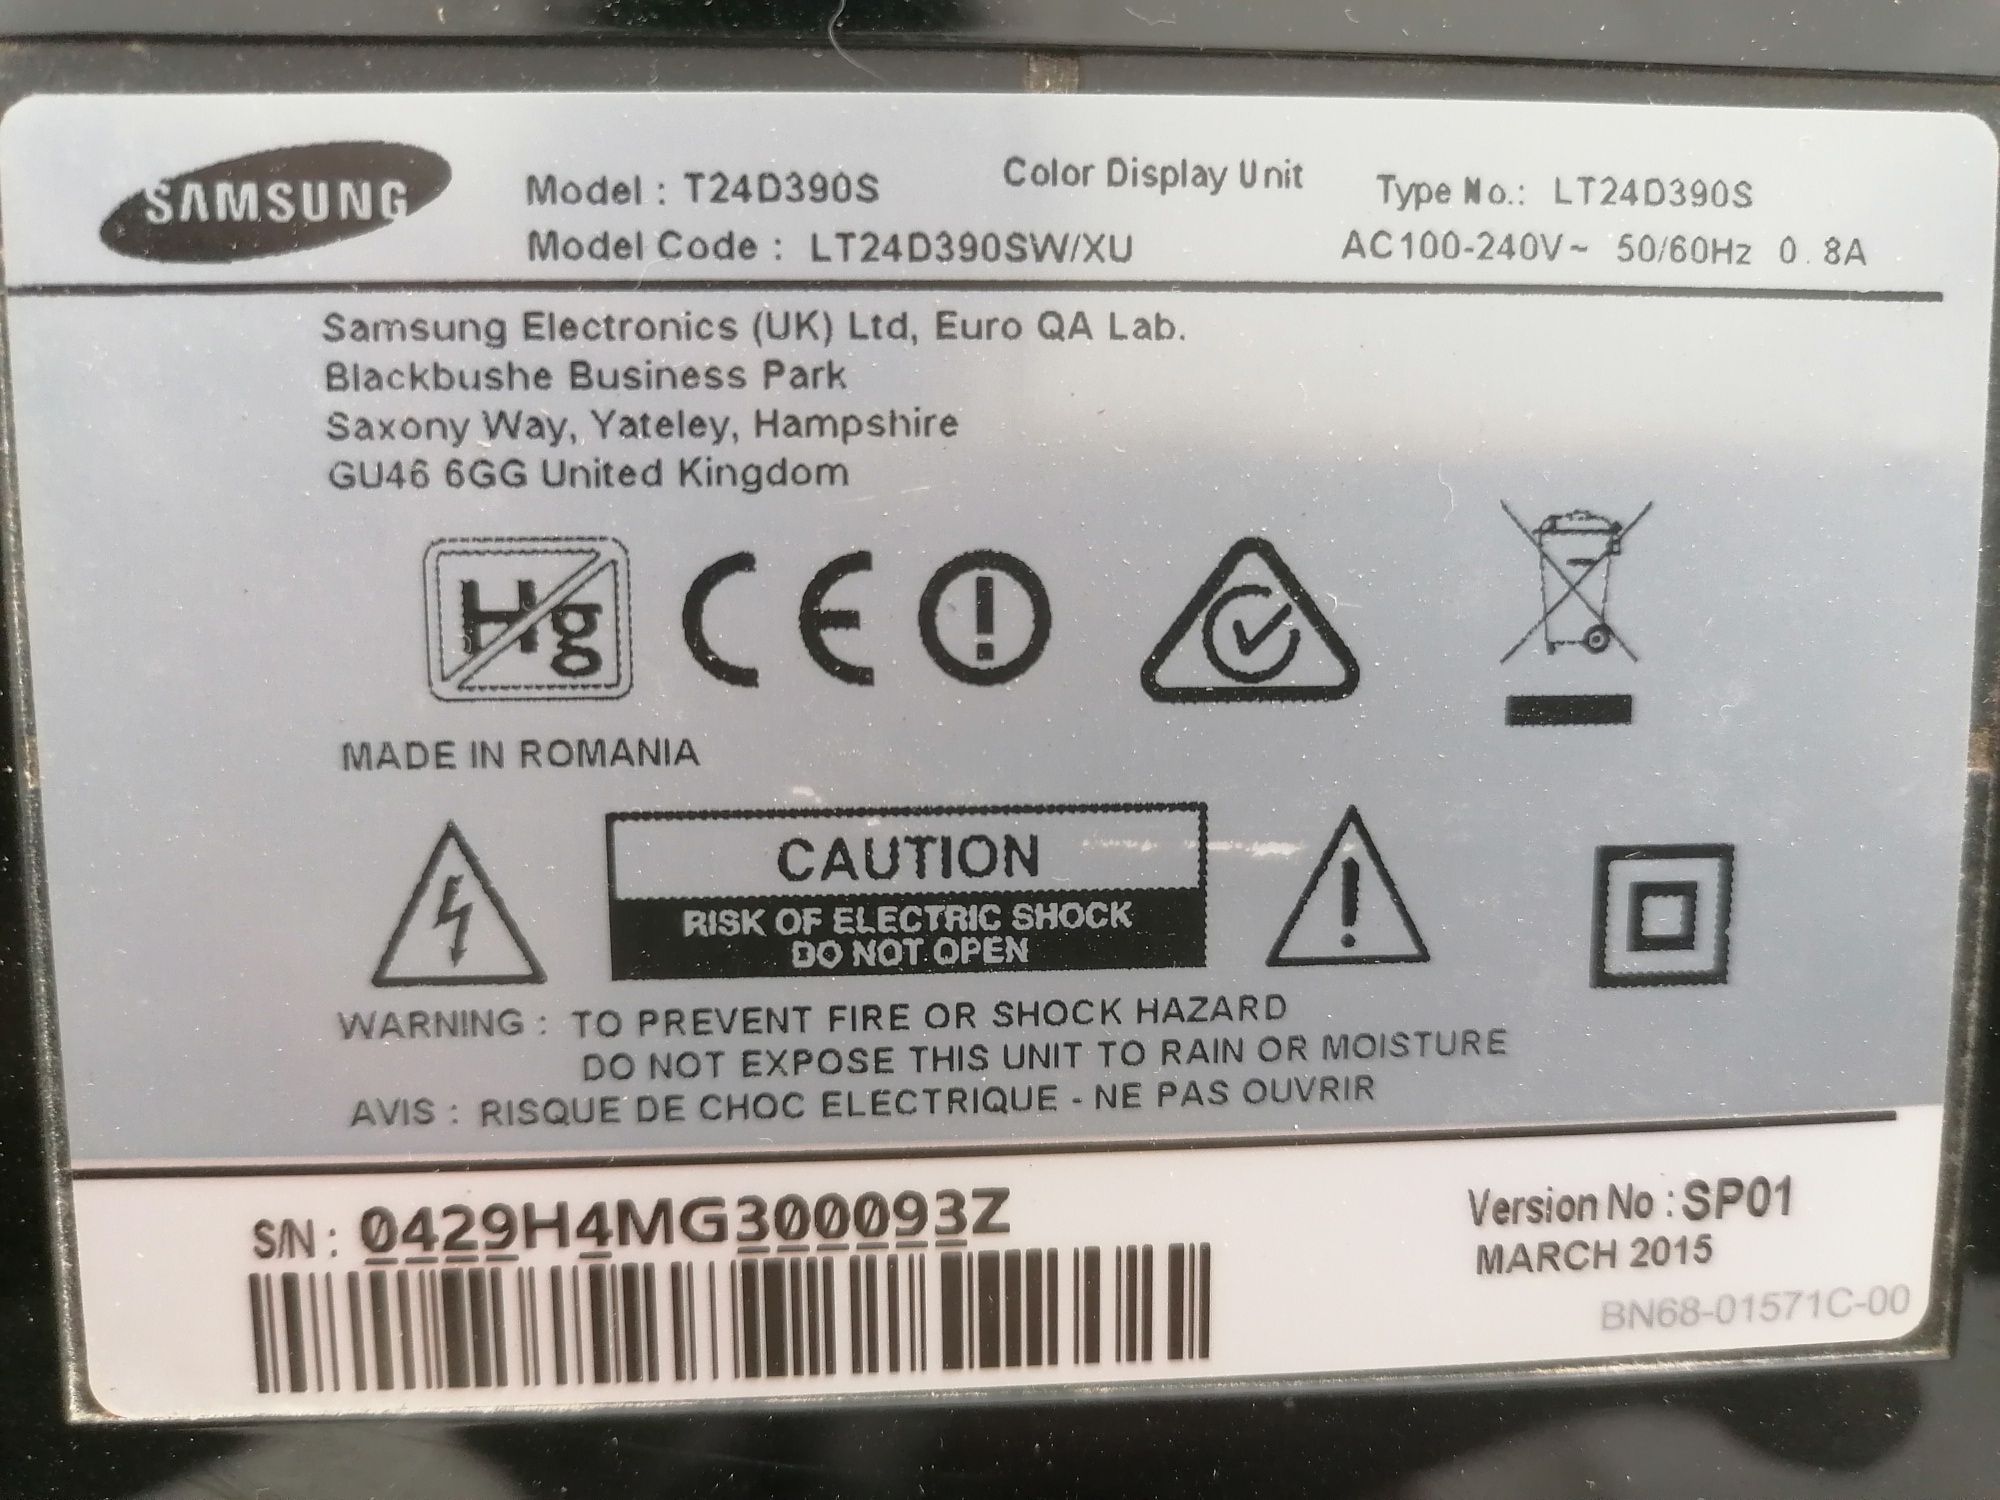 SAMSUNG
Model : T24D390S
Color Display Unit
Type No.: LT24D390S
Model Code : LT24D390SW/XU
AC100-240V~ 50/60Hz 0.8A
Samsung Electronics (UK) Ltd, Euro QA Lab.
Blackbushe Business Park
Saxony Way, Yateley, Hampshire
GU46 6GG United Kingdom
Hg
CE
MADE IN ROMANIA
CAUTION
RISK OF ELECTRIC SHOCK
DO NOT OPEN
WARNING : TO PREVENT FIRE OR SHOCK HAZARD
DO NOT EXPOSE THIS UNIT TO RAIN OR MOISTURE
AVIS : RISQUE DE CHOC ELECTRIQUE - NE PAS OUVRIR
S/N : 0429H4MG300093Z
Version No : SP01
MARCH 2015
BN68-01571C-00